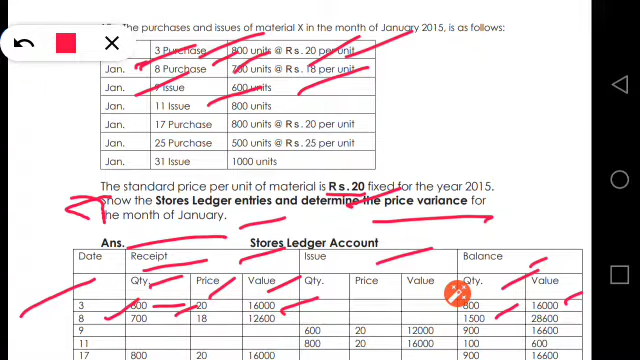 The purchases and issues of material X in the month of January 2015, is as follows:
3 Purchase 800 units @ Rs. 20 per unit
Jan. 8 Purchase 700 units @ Rs. 18 per unit
Jan. 9 Issue 600 units
Jan. 11 Issue 800 units
Jan. 17 Purchase 800 units @ Rs. 20 per unit
Jan. 25 Purchase 500 units @ Rs. 25 per unit
Jan. 31 Issue 1000 units
The standard price per unit of material is Rs. 20 fixed for the year 2015.
Show the Stores Ledger entries and determine the price variance for
the month of January.
Ans. Stores Ledger Account
Date Receipt Issue Balance
Qty. Price Value Qty. Price Value Qty. Value
3 800 20 16000 800 16000
8 700 18 12600 1500 28600
9 600 20 12000 900 16600
11 800 20 16000 100 600
17 800 20 16000 900 16600